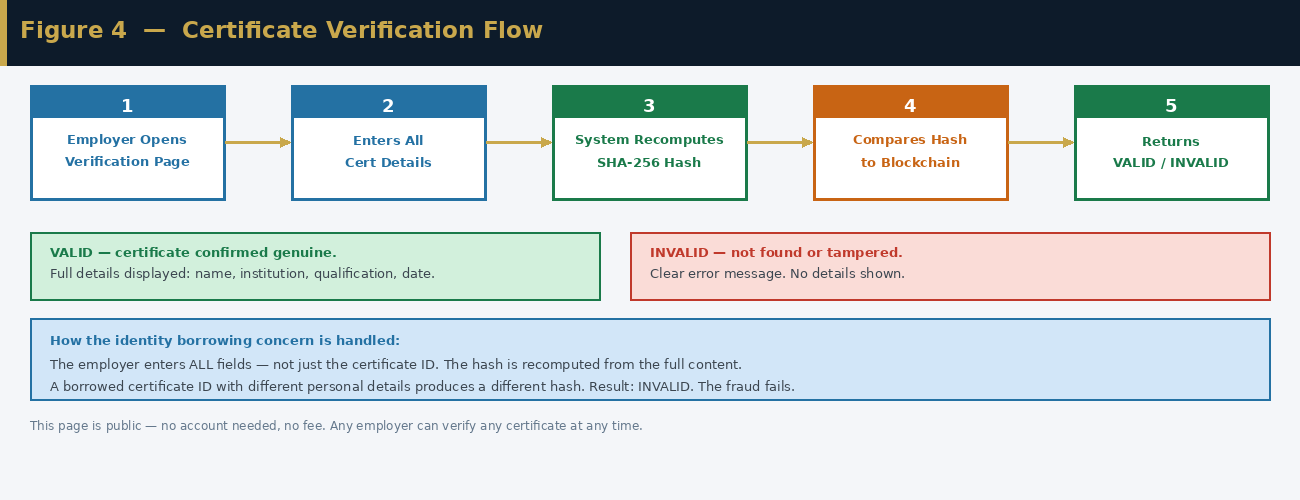 Figure 4 — Certificate Verification Flow
1
Employer Opens
Verification Page
2
Enters All
Cert Details
3
System Recomputes
SHA-256 Hash
4
Compares Hash
to Blockchain
5
Returns
VALID / INVALID
VALID — certificate confirmed genuine.
Full details displayed: name, institution, qualification, date.
INVALID — not found or tampered.
Clear error message. No details shown.
How the identity borrowing concern is handled:
The employer enters ALL fields — not just the certificate ID. The hash is recomputed from the full content.
A borrowed certificate ID with different personal details produces a different hash. Result: INVALID. The fraud fails.
This page is public — no account needed, no fee. Any employer can verify any certificate at any time.